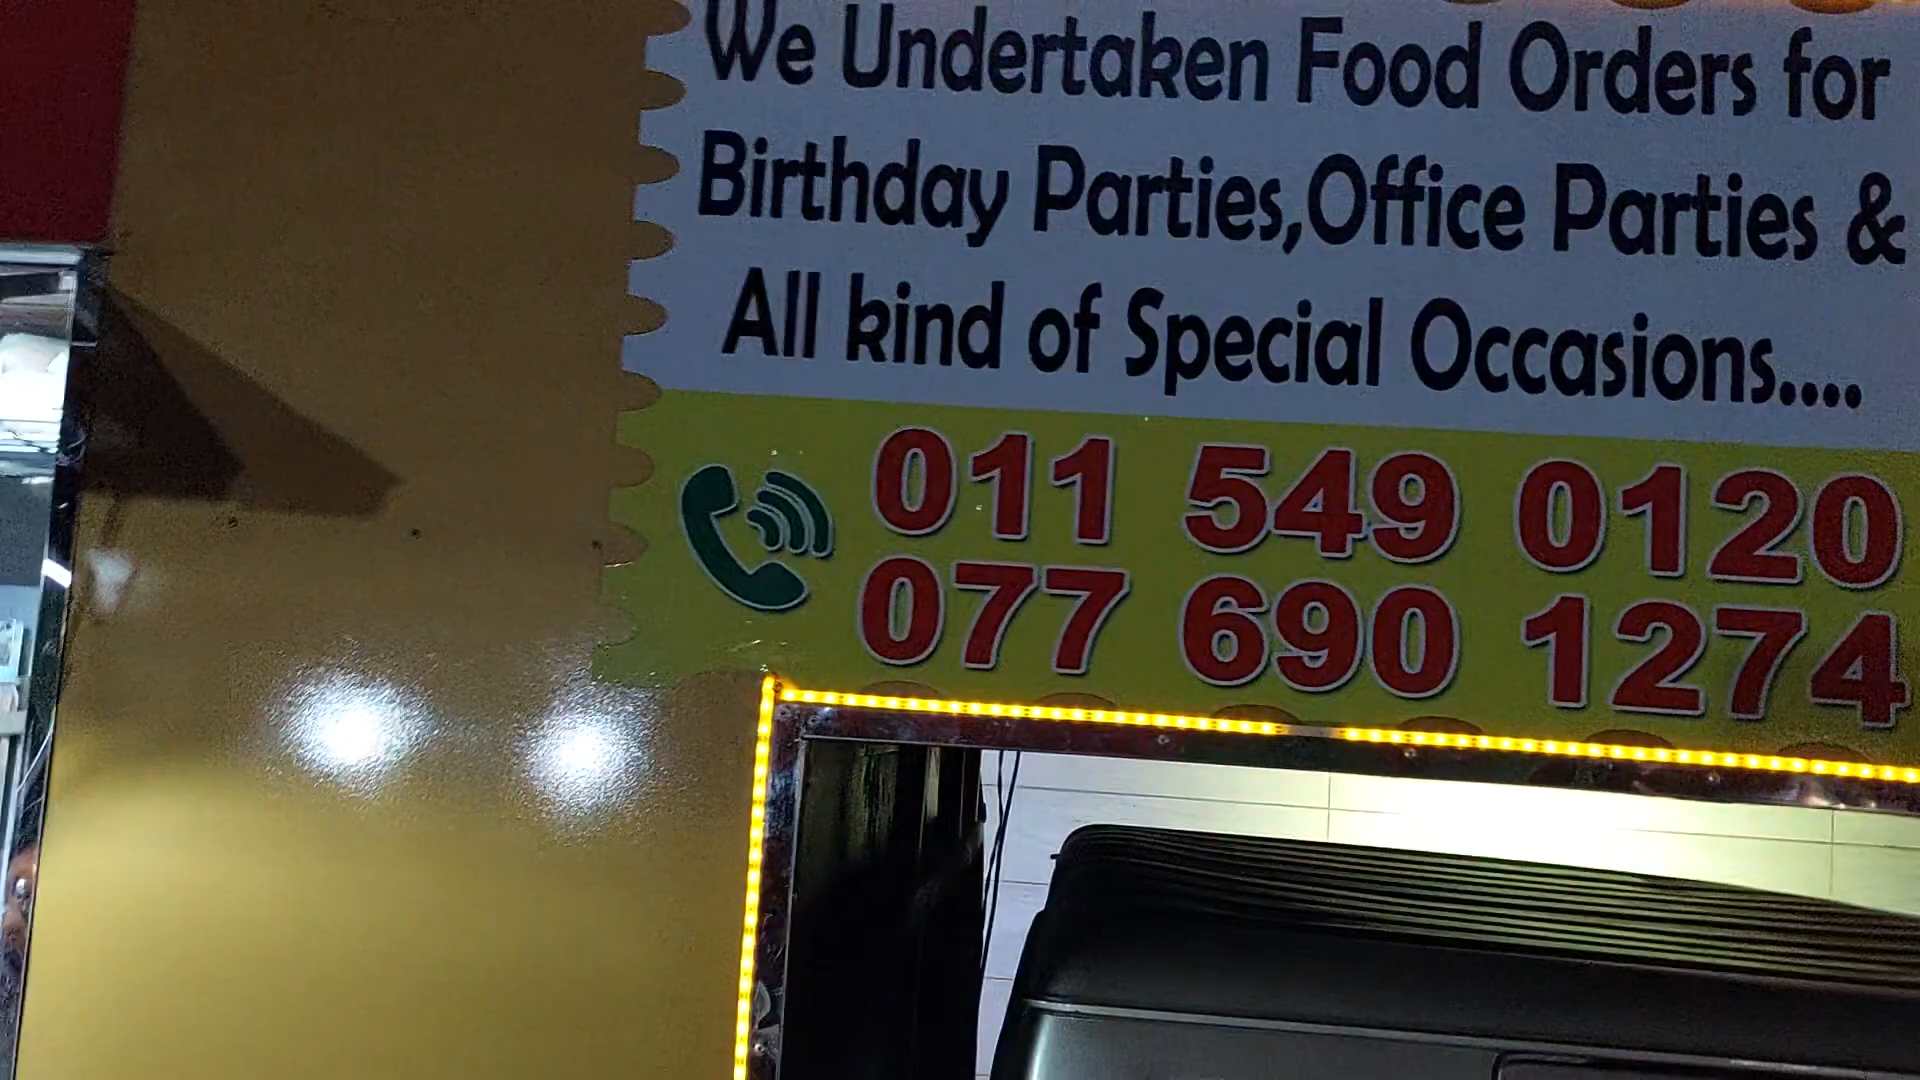 We Undertaken Food Orders for
Birthday Parties,Office Parties &
All kind of Special Occasions....
011 549 0120
077 690 1274